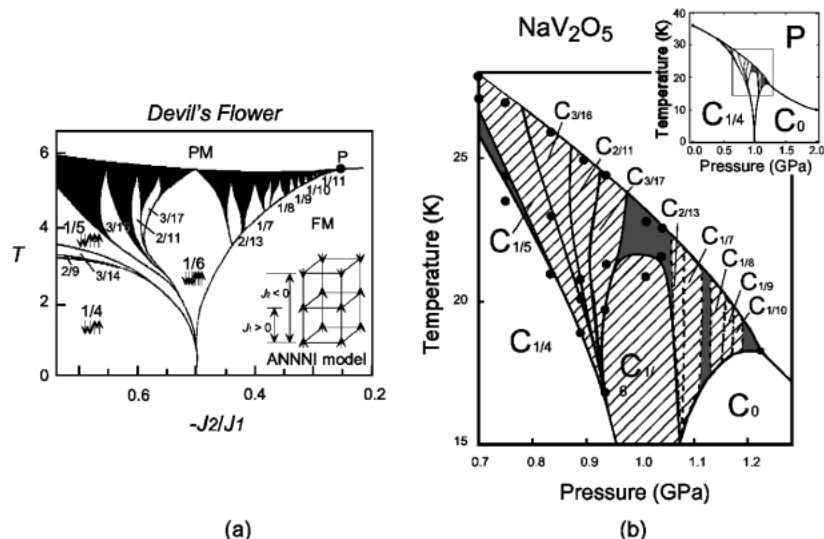 Devil's Flower
PM
P
6
1/11
1/10
1/9
1/8
1/7
3/16
3/17
2/11
2/13
FM
4
1/5
1/6
2/9
3/14
T
2
1/4
J₂ < 0
J₁ > 0
ANNNI model
0
0.6
0.4
0.2
-J₂/J₁
(a)
NaV₂O₅
Temperature (K)
40
30
20
10
0
P
C1/4
C0
0.0
0.5
1.0
1.5
2.0
Pressure (GPa)
Temperature (K)
25
20
15
C3/16
C2/11
C3/17
C1/5
C2/13
C1/7
C1/8
C1/9
C1/10
C1/4
C1/
6
C0
0.7
0.8
0.9
1.0
1.1
1.2
Pressure (GPa)
(b)